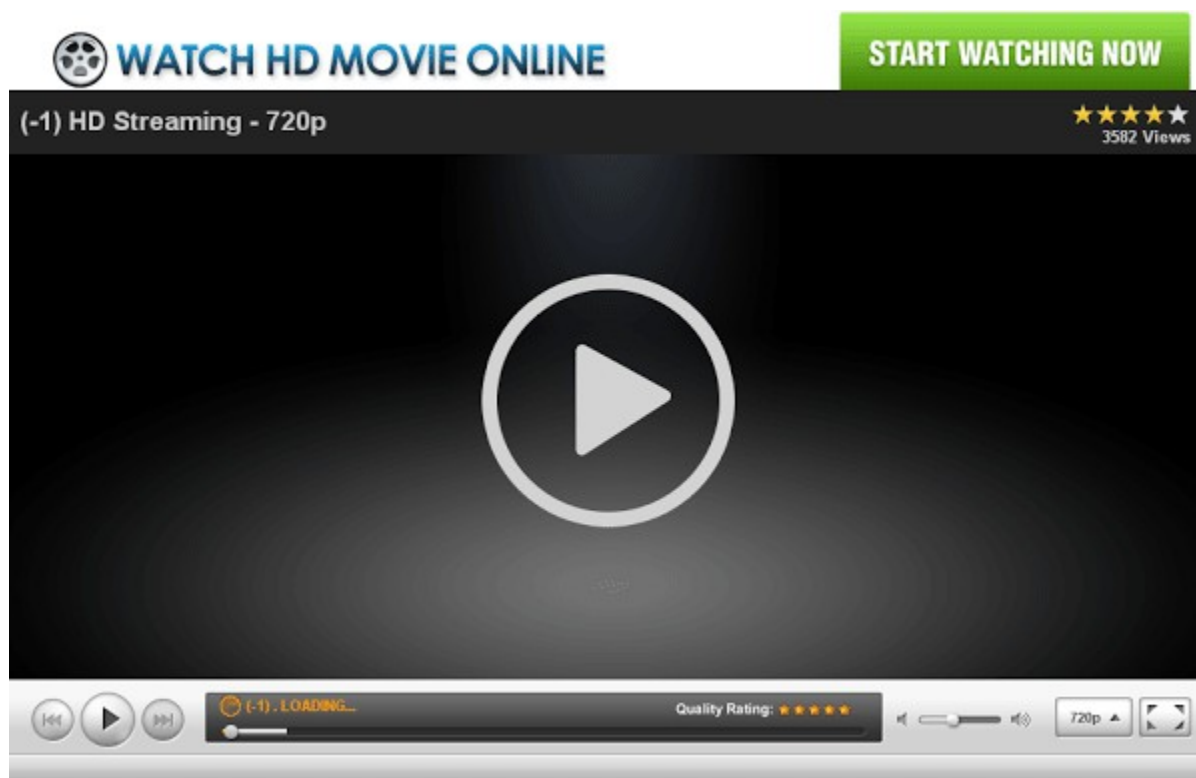 WATCH HD MOVIE ONLINE
START WATCHING NOW
(-1) HD Streaming - 720p
3582 Views
(-1) . LOADING...
Quality Rating:
720p